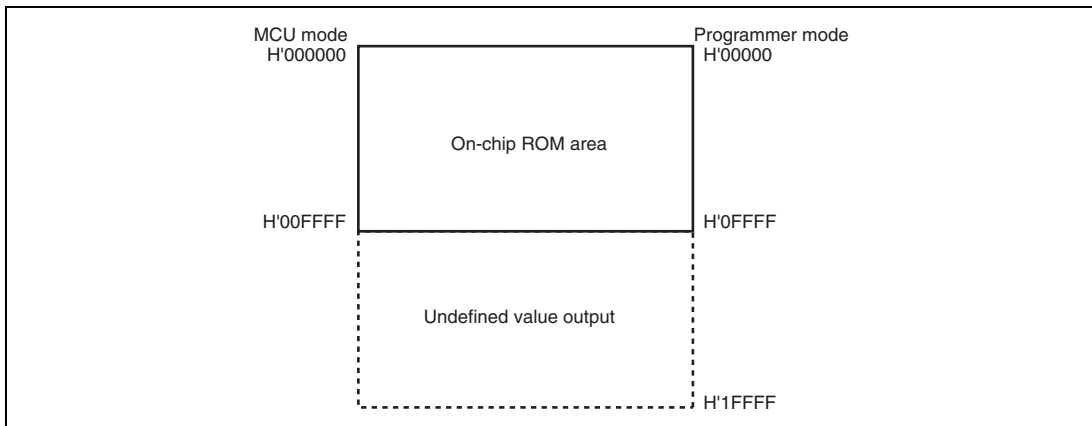 MCU mode
H'000000
Programmer mode
H'00000
On-chip ROM area
H'00FFFF
H'0FFFF
Undefined value output
H'1FFFF